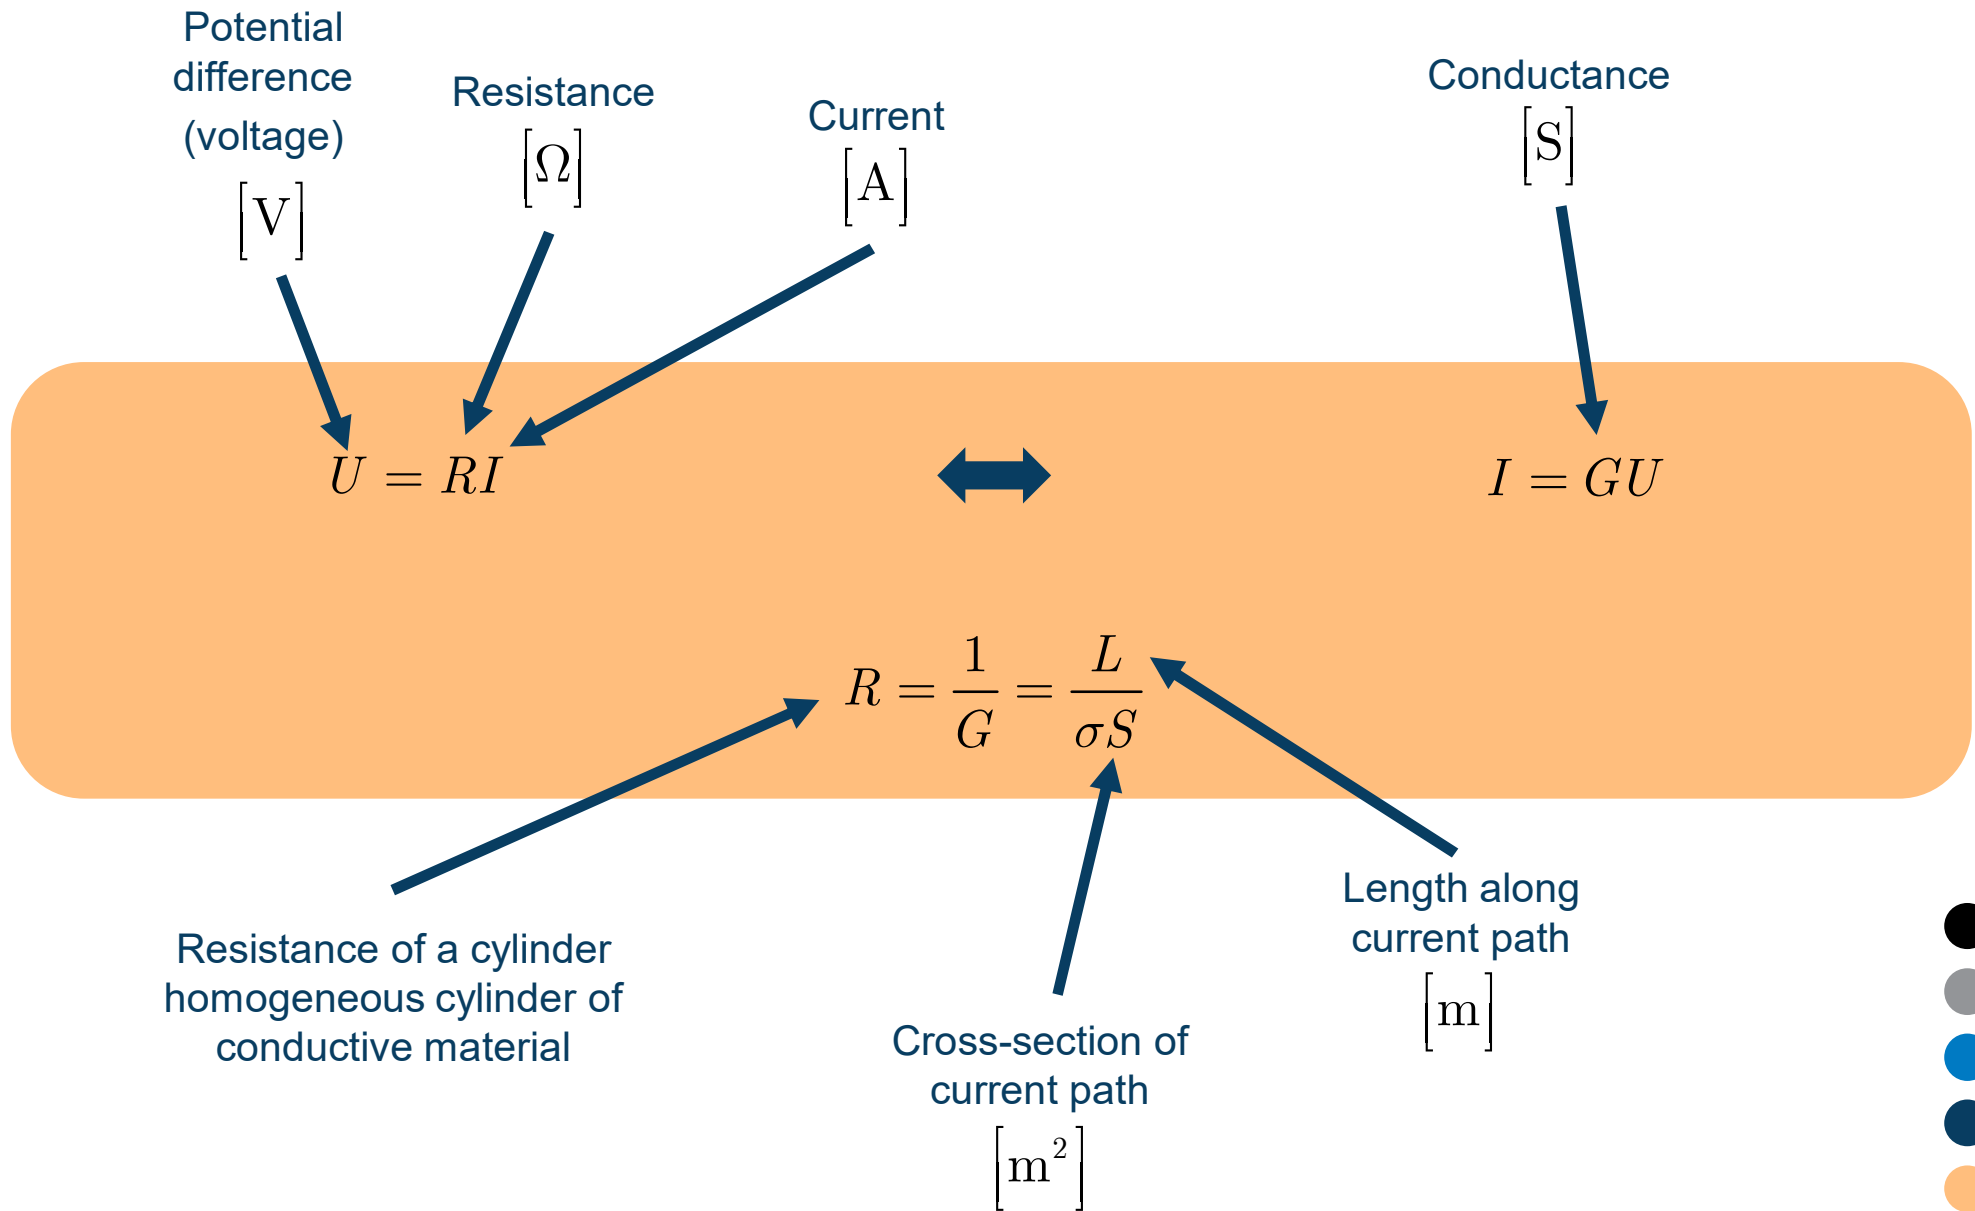 Potential
difference
(voltage)
[V]
Resistance
[Ω]
Current
[A]
Conductance
[S]
U = RI
I = GU
R = 1/G = L/σS
Resistance of a cylinder
homogeneous cylinder of
conductive material
Cross-section of
current path
[m²]
Length along
current path
[m]